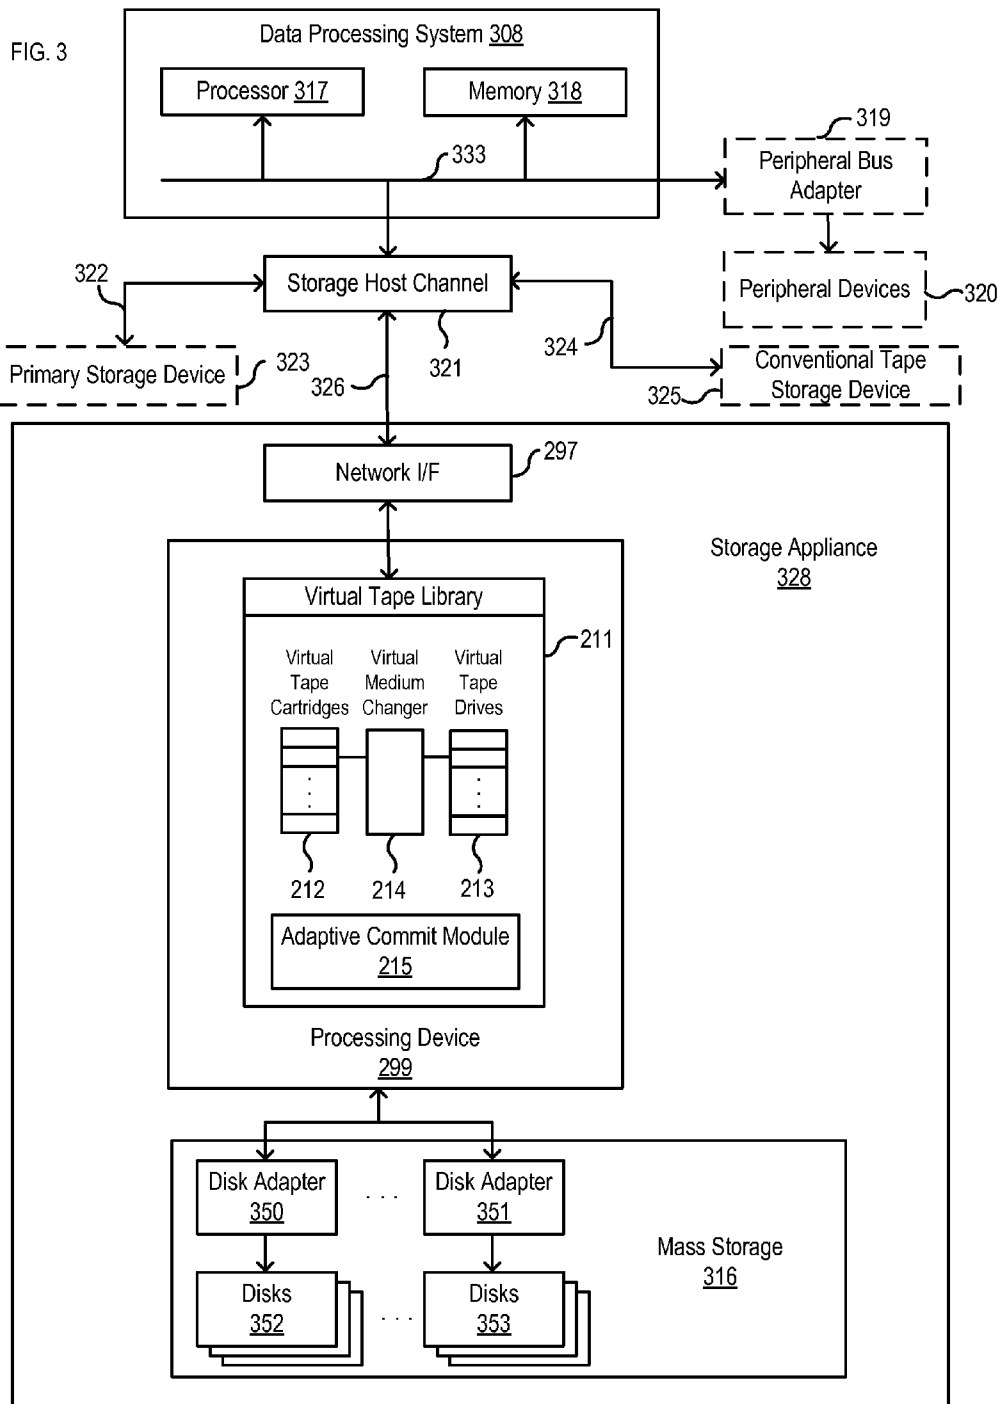 FIG. 3
Data Processing System 308
Processor 317
Memory 318
333
319
Peripheral Bus
Adapter
322
Storage Host Channel
321
324
326
Peripheral Devices
320
Primary Storage Device
323
325
Conventional Tape
Storage Device
Network I/F
297
Storage Appliance
328
Virtual Tape Library
211
Virtual
Tape
Cartridges
Virtual
Medium
Changer
Virtual
Tape
Drives
212
214
213
Adaptive Commit Module
215
Processing Device
299
Disk Adapter
350
. . .
Disk Adapter
351
Mass Storage
316
Disks
352
. . .
Disks
353